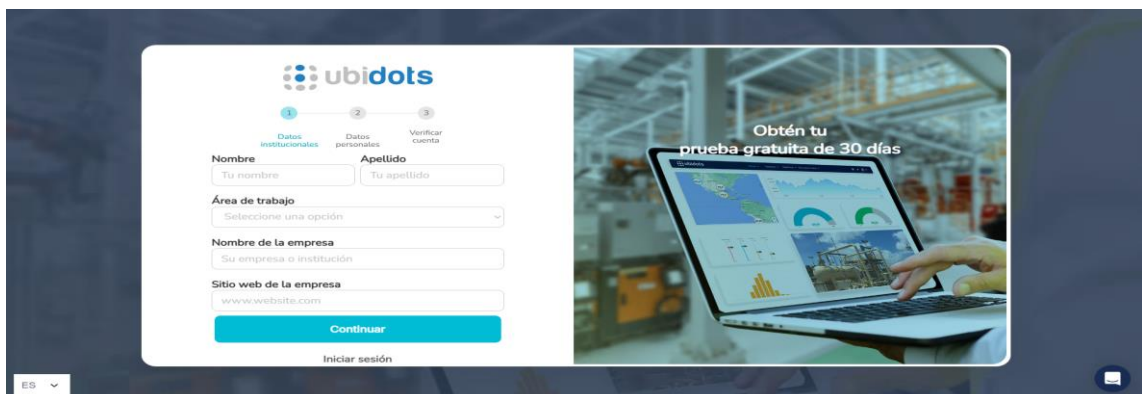 ubidots
1 2 3
Datos institucionales
Datos personales
Verificar cuenta
Nombre
Apellido
Tu nombre
Tu apellido
Área de trabajo
Seleccione una opción
Nombre de la empresa
Su empresa o institución
Sitio web de la empresa
www.website.com
Continuar
Iniciar sesión
ES
Obtén tu
prueba gratuita de 30 días
ubidots